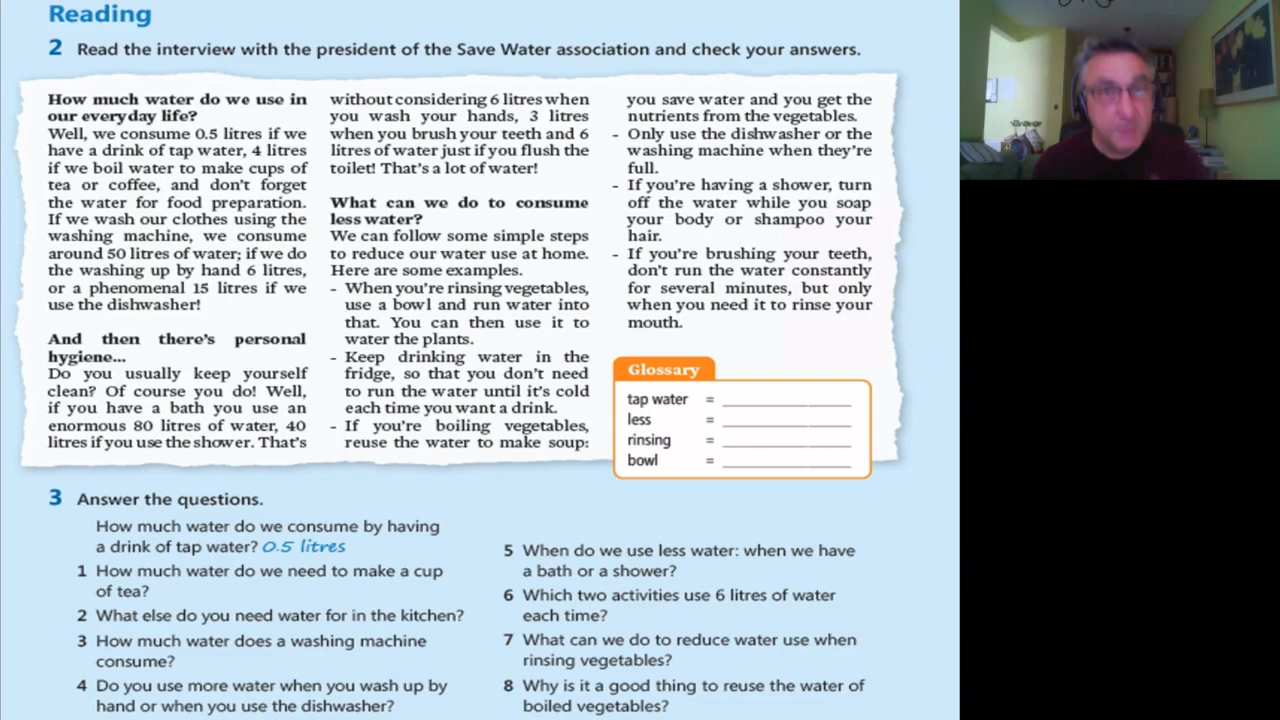 Reading
2 Read the interview with the president of the Save Water association and check your answers.
How much water do we use in
our everyday life?
Well, we consume 0.5 litres if we
have a drink of tap water, 4 litres
if we boil water to make cups of
tea or coffee, and don't forget
the water for food preparation.
If we wash our clothes using the
washing machine, we consume
around 50 litres of water; if we do
the washing up by hand 6 litres,
or a phenomenal 15 litres if we
use the dishwasher!
And then there's personal
hygiene...
Do you usually keep yourself
clean? Of course you do! Well,
if you have a bath you use an
enormous 80 litres of water, 40
litres if you use the shower. That's
without considering 6 litres when
you wash your hands, 3 litres
when you brush your teeth and 6
litres of water just if you flush the
toilet! That's a lot of water!
What can we do to consume
less water?
We can follow some simple steps
to reduce our water use at home.
Here are some examples.
- When you're rinsing vegetables,
use a bowl and run water into
that. You can then use it to
water the plants.
- Keep drinking water in the
fridge, so that you don't need
to run the water until it's cold
each time you want a drink.
- If you're boiling vegetables,
reuse the water to make soup:
you save water and you get the
nutrients from the vegetables.
- Only use the dishwasher or the
washing machine when they're
full.
- If you're having a shower, turn
off the water while you soap
your body or shampoo your
hair.
- If you're brushing your teeth,
don't run the water constantly
for several minutes, but only
when you need it to rinse your
mouth.
Glossary
tap water =
less =
rinsing =
bowl =
3 Answer the questions.
How much water do we consume by having
a drink of tap water? 0.5 litres
1 How much water do we need to make a cup
of tea?
2 What else do you need water for in the kitchen?
3 How much water does a washing machine
consume?
4 Do you use more water when you wash up by
hand or when you use the dishwasher?
5 When do we use less water: when we have
a bath or a shower?
6 Which two activities use 6 litres of water
each time?
7 What can we do to reduce water use when
rinsing vegetables?
8 Why is it a good thing to reuse the water of
boiled vegetables?